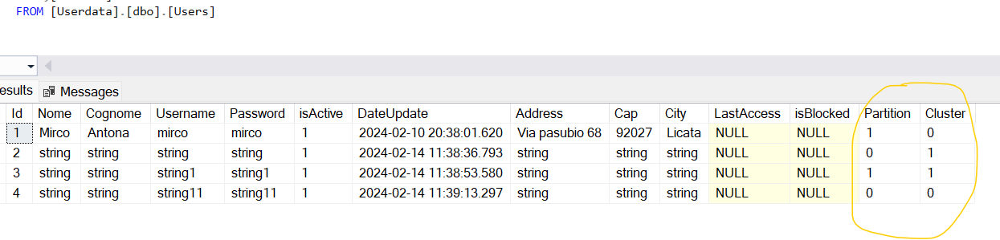 FROM [Userdata].[dbo].[Users]
esults Messages
Id Nome Cognome Username Password isActive DateUpdate Address Cap City LastAccess isBlocked Partition Cluster
1 Mirco Antona mirco mirco 1 2024-02-10 20:38:01.620 Via pasubio 68 92027 Licata NULL NULL 1 0
2 string string string string 1 2024-02-14 11:38:36.793 string string string NULL NULL 0 1
3 string string string1 string1 1 2024-02-14 11:38:53.580 string string string NULL NULL 1 1
4 string string string11 string11 1 2024-02-14 11:39:13.297 string string string NULL NULL 0 0